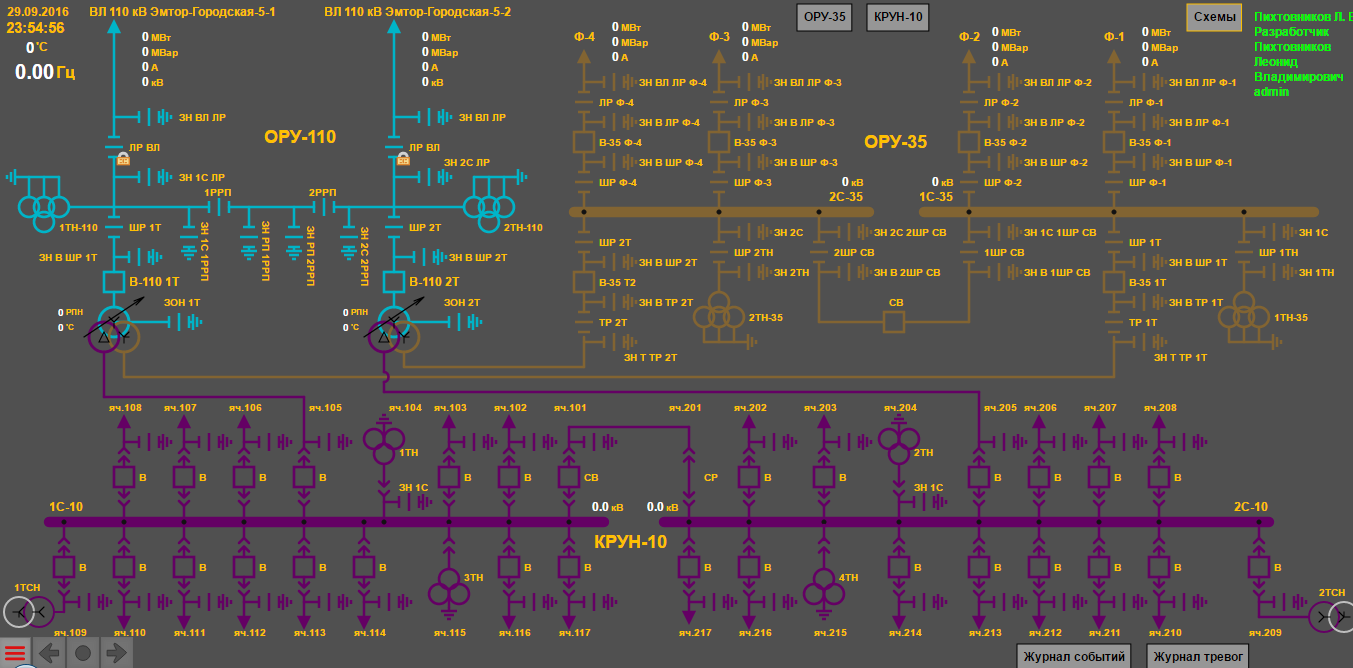 29.09.2016
23:54:56
0 °C
0.00 Гц
ВЛ 110 кВ Эмтор-Городская-5-1
0 МВт
0 МВар
0 А
0 кВ
ВЛ 110 кВ Эмтор-Городская-5-2
0 МВт
0 МВар
0 А
0 кВ
ОРУ-35
КРУН-10
Схемы
Пихтовников Л. В
Разработчик
Пихтовников
Леонид
Владимирович
admin
Ф-4
0 МВт
0 МВар
0 А
Ф-3
0 МВт
0 МВар
0 А
Ф-2
0 МВт
0 МВар
0 А
Ф-1
0 МВт
0 МВар
0 А
ЗН ВЛ ЛР Ф-4
ЗН ВЛ ЛР Ф-3
ЗН ВЛ ЛР Ф-2
ЗН ВЛ ЛР Ф-1
ЛР Ф-4
ЛР Ф-3
ЛР Ф-2
ЛР Ф-1
ЗН ВЛ ЛР
ЗН ВЛ ЛР
ЗН В ЛР Ф-4
ЗН В ЛР Ф-3
ЗН В ЛР Ф-2
ЗН В ЛР Ф-1
ОРУ-110
ОРУ-35
ЛР ВЛ
ЛР ВЛ
В-35 Ф-4
В-35 Ф-3
В-35 Ф-2
В-35 Ф-1
ЗН 2С ЛР
ЗН В ШР Ф-4
ЗН В ШР Ф-3
ЗН В ШР Ф-2
ЗН В ШР Ф-1
ЗН 1С ЛР
ШР Ф-4
ШР Ф-3
0 кВ
0 кВ
ШР Ф-2
ШР Ф-1
1РРП
2РРП
2С-35
1С-35
1ТН-110
ШР 1Т
ЗН 1С 1РРП
ЗН РП 1РРП
ЗН РП 2РРП
ЗН 2С 2РРП
ШР 2Т
2ТН-110
ЗН 2С
ЗН 2С 2ШР СВ
ЗН 1С 1ШР СВ
ЗН 1С
ШР 2Т
ШР 2ТН
2ШР СВ
1ШР СВ
ШР 1Т
ШР 1ТН
ЗН В ШР 1Т
ЗН В ШР 2Т
ЗН В ШР 2Т
ЗН 2ТН
ЗН В 2ШР СВ
ЗН В 1ШР СВ
ЗН В ШР 1Т
ЗН 1ТН
В-110 1Т
В-110 2Т
В-35 Т2
В-35 1Т
ЗОН 1Т
ЗОН 2Т
ЗН В ТР 2Т
СВ
ЗН В ТР 1Т
0 РПН
0 °C
0 РПН
0 °C
ТР 2Т
2ТН-35
ТР 1Т
1ТН-35
ЗН Т ТР 2Т
ЗН Т ТР 1Т
яч.108
яч.107
яч.106
яч.105
яч.104
яч.103
яч.102
яч.101
яч.201
яч.202
яч.203
яч.204
яч.205
яч.206
яч.207
яч.208
1ТН
2ТН
В
В
В
В
В
В
СВ
СР
В
В
В
В
В
В
ЗН 1С
ЗН 1С
1С-10
0.0 кВ
0.0 кВ
2С-10
КРУН-10
В
В
В
В
В
В
3ТН
В
В
В
В
4ТН
В
В
В
В
В
В
1ТСН
2ТСН
яч.109
яч.110
яч.111
яч.112
яч.113
яч.114
яч.115
яч.116
яч.117
яч.217
яч.216
яч.215
яч.214
яч.213
яч.212
яч.211
яч.210
яч.209
Журнал событий
Журнал тревог